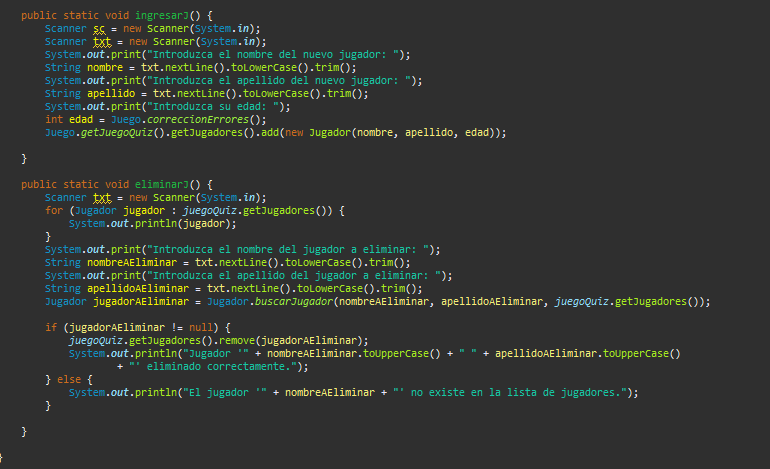 public static void ingresarJ() {
Scanner sc = new Scanner(System.in);
Scanner txt = new Scanner(System.in);
System.out.print("Introduzca el nombre del nuevo jugador: ");
String nombre = txt.nextLine().toLowerCase().trim();
System.out.print("Introduzca el apellido del nuevo jugador: ");
String apellido = txt.nextLine().toLowerCase().trim();
System.out.print("Introduzca su edad: ");
int edad = Juego.correccionErrores();
Juego.getJuegoQuiz().getJugadores().add(new Jugador(nombre, apellido, edad));
}
public static void eliminarJ() {
Scanner txt = new Scanner(System.in);
for (Jugador jugador : juegoQuiz.getJugadores()) {
System.out.println(jugador);
}
System.out.print("Introduzca el nombre del jugador a eliminar: ");
String nombreAEliminar = txt.nextLine().toLowerCase().trim();
System.out.print("Introduzca el apellido del jugador a eliminar: ");
String apellidoAEliminar = txt.nextLine().toLowerCase().trim();
Jugador jugadorAEliminar = Jugador.buscarJugador(nombreAEliminar, apellidoAEliminar, juegoQuiz.getJugadores());
if (jugadorAEliminar != null) {
juegoQuiz.getJugadores().remove(jugadorAEliminar);
System.out.println("Jugador '" + nombreAEliminar.toUpperCase() + " " + apellidoAEliminar.toUpperCase()
+ "' eliminado correctamente.");
} else {
System.out.println("El jugador '" + nombreAEliminar + "' no existe en la lista de jugadores.");
}
}
}